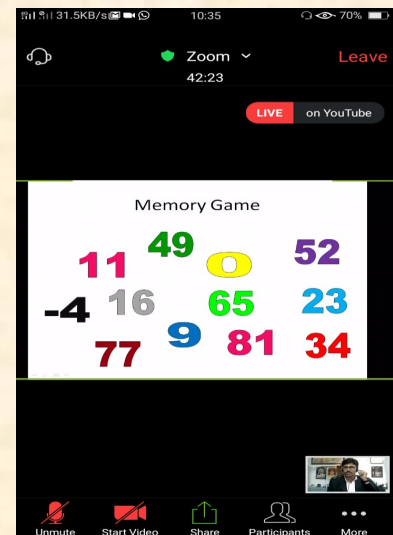 31.5KB/s 10:35 70%
Zoom Leave
42:23
LIVE on YouTube
Memory Game
11 49 0 52
-4 16 65 23
77 9 81 34
Unmute Start Video Share Participants More